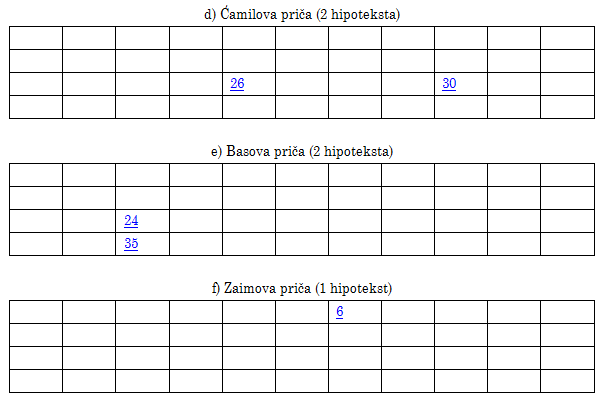 d) Ćamilova priča (2 hipoteksta)
26 30
e) Basova priča (2 hipoteksta)
24
35
f) Zaimova priča (1 hipotekst)
6